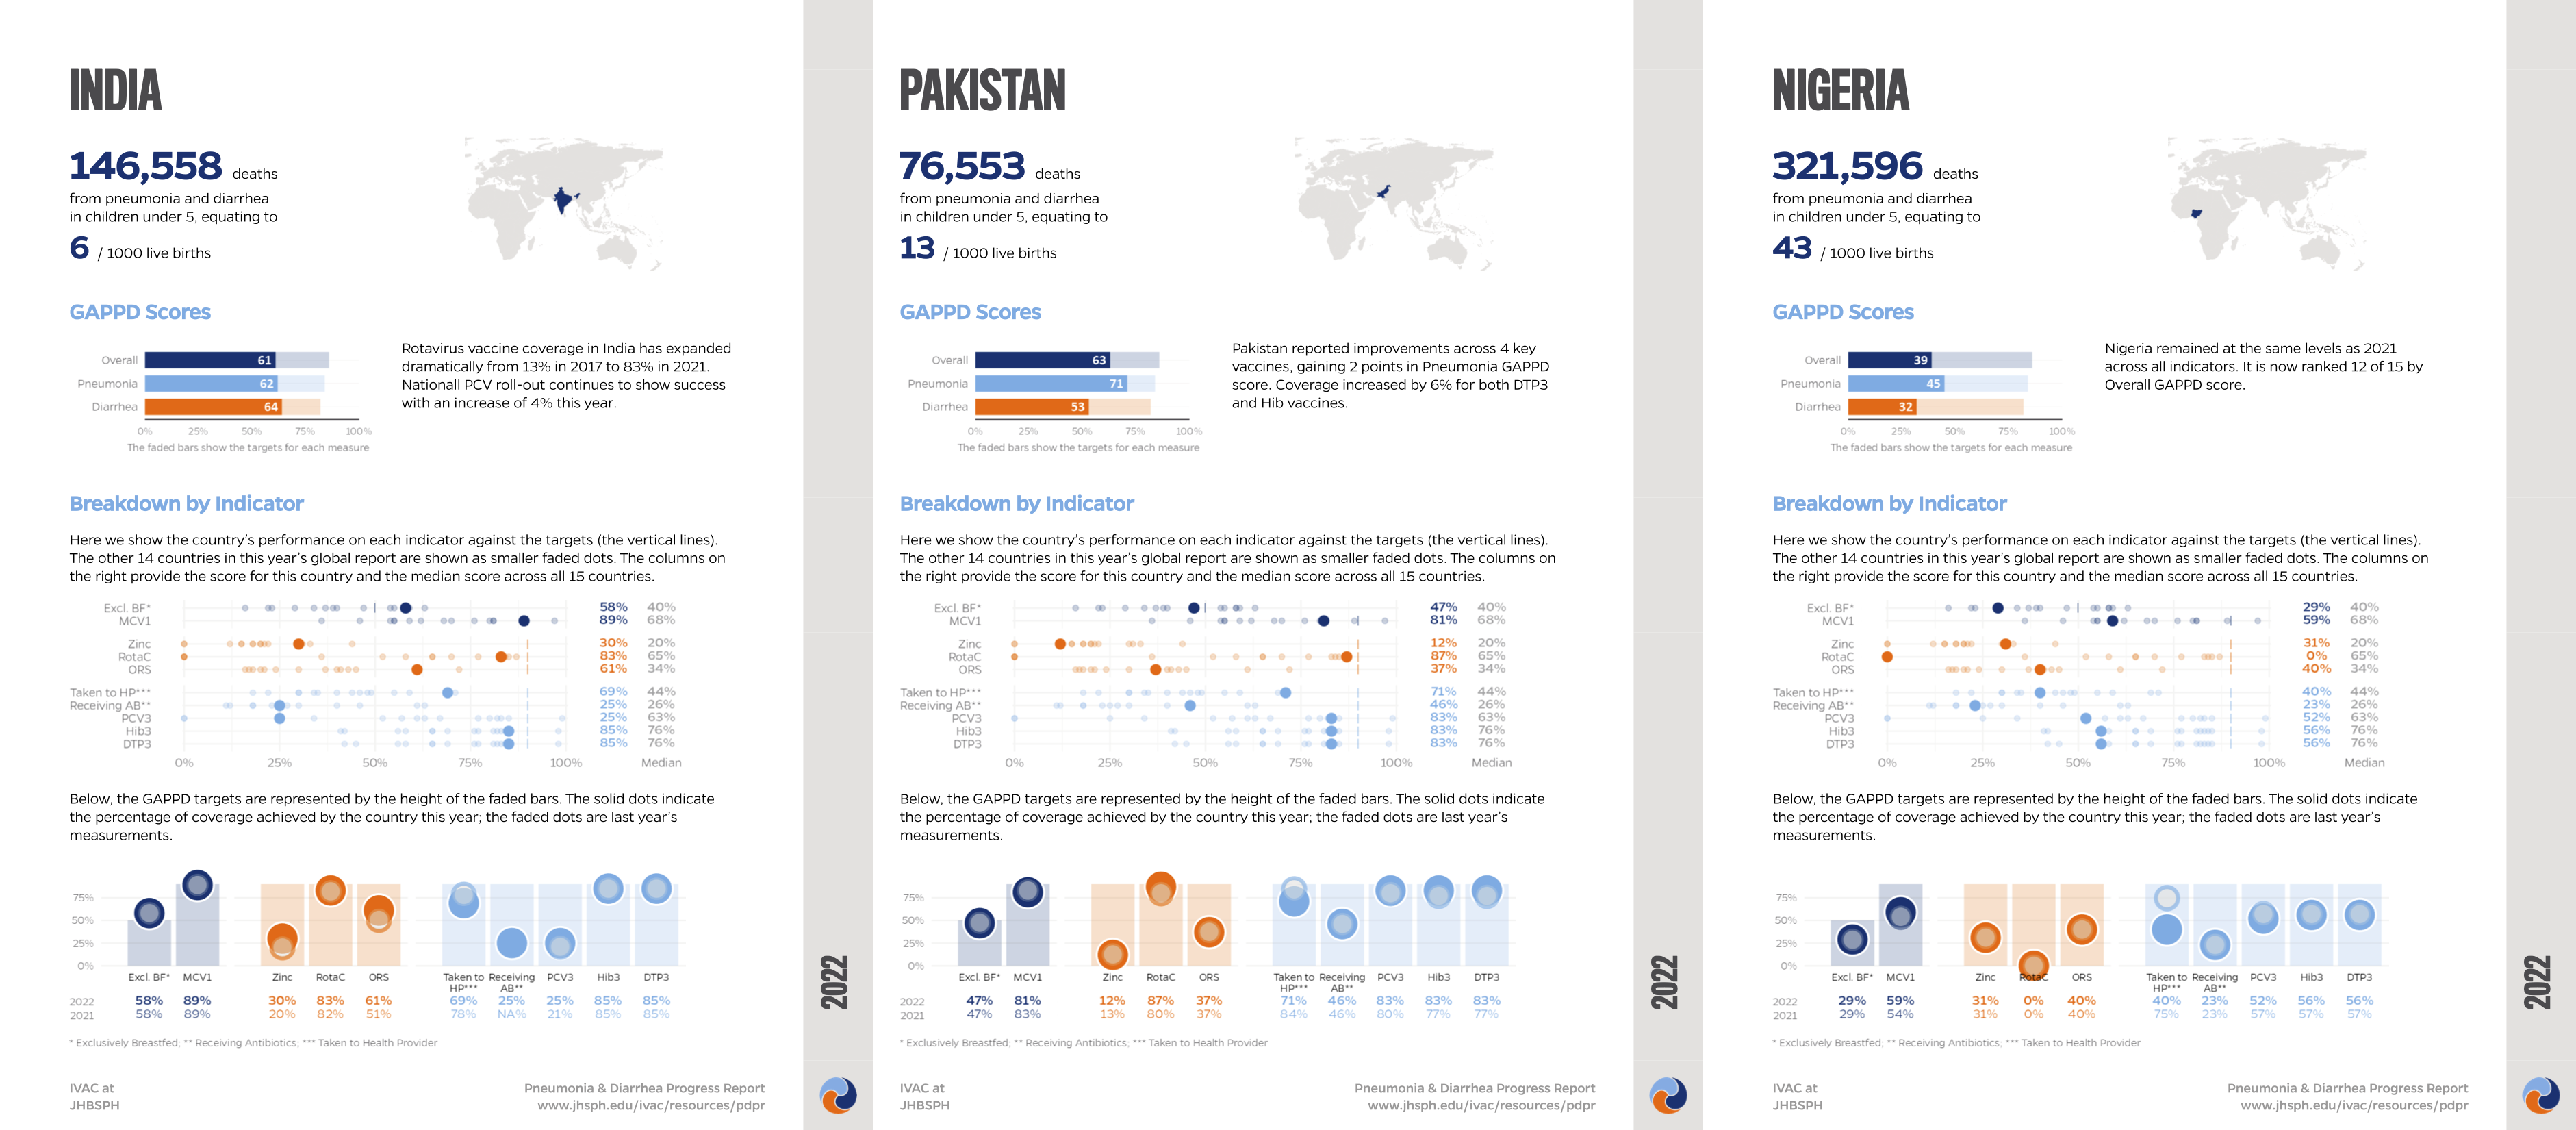 INDIA
146,558 deaths
from pneumonia and diarrhea
in children under 5, equating to
6 / 1000 live births
GAPPD Scores
Overall 61
Pneumonia 62
Diarrhea 64
0% 25% 50% 75% 100%
The faded bars show the targets for each measure
Rotavirus vaccine coverage in India has expanded
dramatically from 13% in 2017 to 83% in 2021.
Nationall PCV roll-out continues to show success
with an increase of 4% this year.
Breakdown by Indicator
Here we show the country's performance on each indicator against the targets (the vertical lines).
The other 14 countries in this year's global report are shown as smaller faded dots. The columns on
the right provide the score for this country and the median score across all 15 countries.
Excl. BF* 58% 40%
MCV1 89% 68%
Zinc 30% 20%
RotaC 83% 65%
ORS 61% 34%
Taken to HP*** 69% 44%
Receiving AB** 25% 26%
PCV3 25% 63%
Hib3 85% 76%
DTP3 85% 76%
0% 25% 50% 75% 100% Median
Below, the GAPPD targets are represented by the height of the faded bars. The solid dots indicate
the percentage of coverage achieved by the country this year; the faded dots are last year's
measurements.
75%
50%
25%
0%
Excl. BF* MCV1 Zinc RotaC ORS Taken to Receiving PCV3 Hib3 DTP3
HP*** AB**
2022 58% 89% 30% 83% 61% 69% 25% 25% 85% 85%
2021 58% 89% 20% 82% 51% 78% NA% 21% 85% 85%
* Exclusively Breastfed; ** Receiving Antibiotics; *** Taken to Health Provider
IVAC at
JHBSPH
Pneumonia & Diarrhea Progress Report
www.jhsph.edu/ivac/resources/pdpr
2022
PAKISTAN
76,553 deaths
from pneumonia and diarrhea
in children under 5, equating to
13 / 1000 live births
GAPPD Scores
Overall 63
Pneumonia 71
Diarrhea 53
0% 25% 50% 75% 100%
The faded bars show the targets for each measure
Pakistan reported improvements across 4 key
vaccines, gaining 2 points in Pneumonia GAPPD
score. Coverage increased by 6% for both DTP3
and Hib vaccines.
Breakdown by Indicator
Here we show the country's performance on each indicator against the targets (the vertical lines).
The other 14 countries in this year's global report are shown as smaller faded dots. The columns on
the right provide the score for this country and the median score across all 15 countries.
Excl. BF* 47% 40%
MCV1 81% 68%
Zinc 12% 20%
RotaC 87% 65%
ORS 37% 34%
Taken to HP*** 71% 44%
Receiving AB** 46% 26%
PCV3 83% 63%
Hib3 83% 76%
DTP3 83% 76%
0% 25% 50% 75% 100% Median
Below, the GAPPD targets are represented by the height of the faded bars. The solid dots indicate
the percentage of coverage achieved by the country this year; the faded dots are last year's
measurements.
75%
50%
25%
0%
Excl. BF* MCV1 Zinc RotaC ORS Taken to Receiving PCV3 Hib3 DTP3
HP*** AB**
2022 47% 81% 12% 87% 37% 71% 46% 83% 83% 83%
2021 47% 83% 13% 80% 37% 84% 46% 80% 77% 77%
* Exclusively Breastfed; ** Receiving Antibiotics; *** Taken to Health Provider
IVAC at
JHBSPH
Pneumonia & Diarrhea Progress Report
www.jhsph.edu/ivac/resources/pdpr
2022
NIGERIA
321,596 deaths
from pneumonia and diarrhea
in children under 5, equating to
43 / 1000 live births
GAPPD Scores
Overall 39
Pneumonia 45
Diarrhea 32
0% 25% 50% 75% 100%
The faded bars show the targets for each measure
Nigeria remained at the same levels as 2021
across all indicators. It is now ranked 12 of 15 by
Overall GAPPD score.
Breakdown by Indicator
Here we show the country's performance on each indicator against the targets (the vertical lines).
The other 14 countries in this year's global report are shown as smaller faded dots. The columns on
the right provide the score for this country and the median score across all 15 countries.
Excl. BF* 29% 40%
MCV1 59% 68%
Zinc 31% 20%
RotaC 0% 65%
ORS 40% 34%
Taken to HP*** 40% 44%
Receiving AB** 23% 26%
PCV3 52% 63%
Hib3 56% 76%
DTP3 56% 76%
0% 25% 50% 75% 100% Median
Below, the GAPPD targets are represented by the height of the faded bars. The solid dots indicate
the percentage of coverage achieved by the country this year; the faded dots are last year's
measurements.
75%
50%
25%
0%
Excl. BF* MCV1 Zinc RotaC ORS Taken to Receiving PCV3 Hib3 DTP3
HP*** AB**
2022 29% 59% 31% 0% 40% 40% 23% 52% 56% 56%
2021 29% 54% 31% 0% 40% 75% 23% 57% 57% 57%
* Exclusively Breastfed; ** Receiving Antibiotics; *** Taken to Health Provider
IVAC at
JHBSPH
Pneumonia & Diarrhea Progress Report
www.jhsph.edu/ivac/resources/pdpr
2022